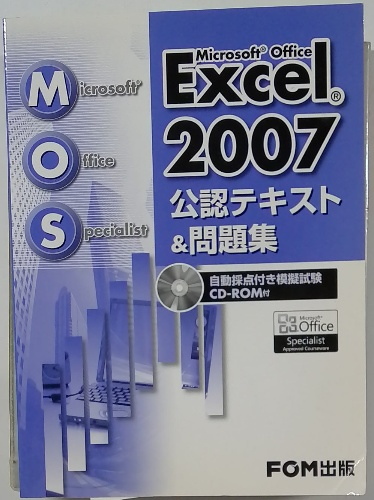 Microsoft®
Office
Specialist
Microsoft® Office
Excel®
2007
公認テキスト
&問題集
自動採点付き模擬試験
CD-ROM付
Microsoft®
Office
Specialist
Approved Courseware
FOM出版